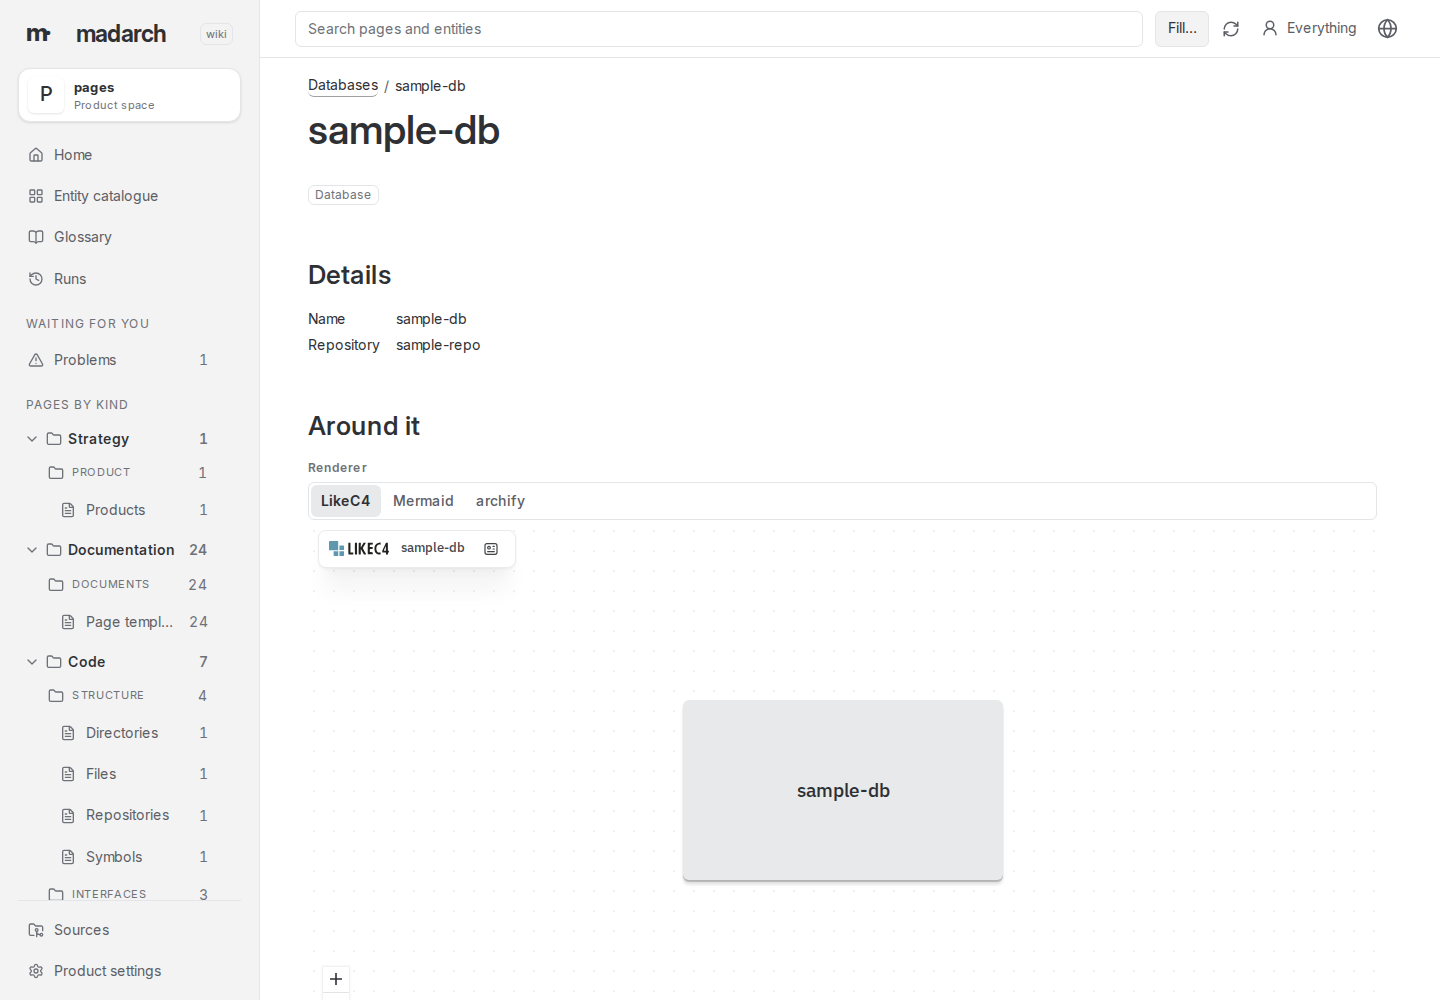 m·
madarch
wiki
P
pages
Product space
Home
Entity catalogue
Glossary
Runs
WAITING FOR YOU
Problems 1
PAGES BY KIND
Strategy 1
PRODUCT 1
Products 1
Documentation 24
DOCUMENTS 24
Page templ... 24
Code 7
STRUCTURE 4
Directories 1
Files 1
Repositories 1
Symbols 1
INTERFACES 3
Sources
Product settings
Search pages and entities
Fill...
Everything
Databases / sample-db
sample-db
Database
Details
Name sample-db
Repository sample-repo
Around it
Renderer
LikeC4 Mermaid archify
LIKEC4 sample-db
sample-db